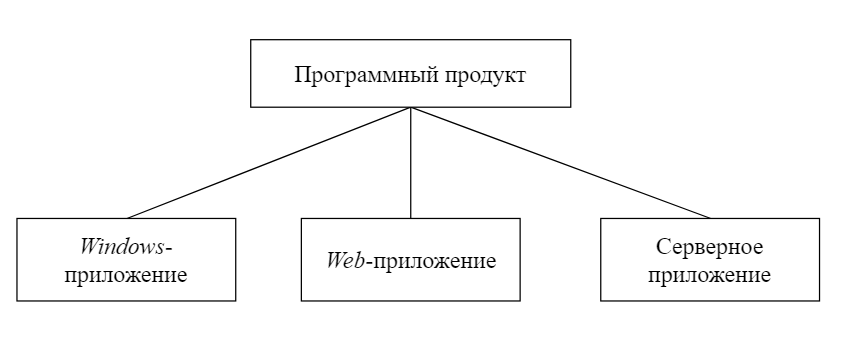 Программный продукт
Windows-
приложение
Web-приложение
Серверное
приложение